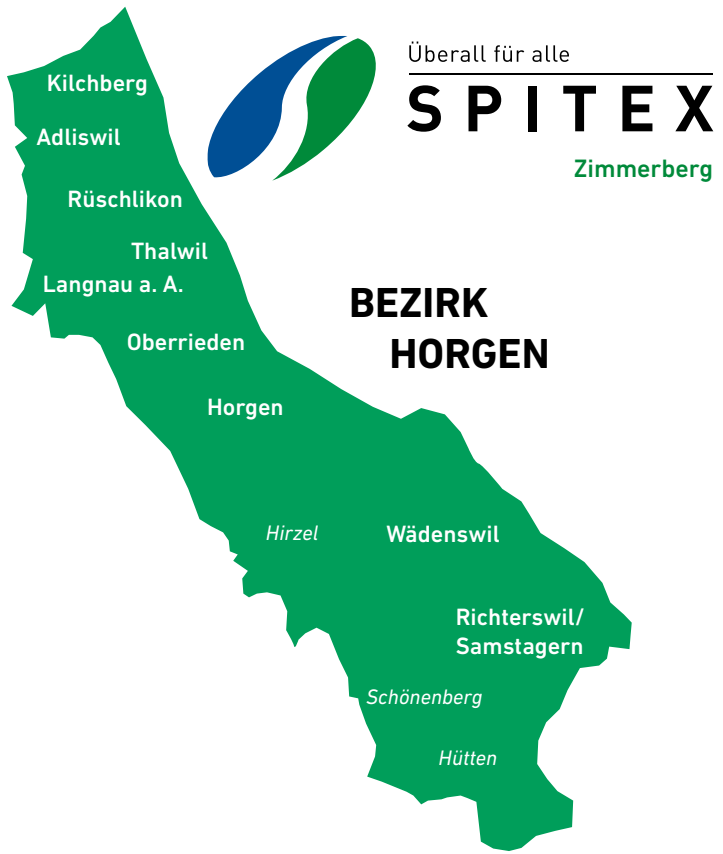 Überall für alle
SPITEX
Zimmerberg
BEZIRK
HORGEN
Kilchberg
Adliswil
Rüschlikon
Thalwil
Langnau a. A.
Oberrieden
Horgen
Hirzel
Wädenswil
Richterswil/
Samstagern
Schönenberg
Hütten